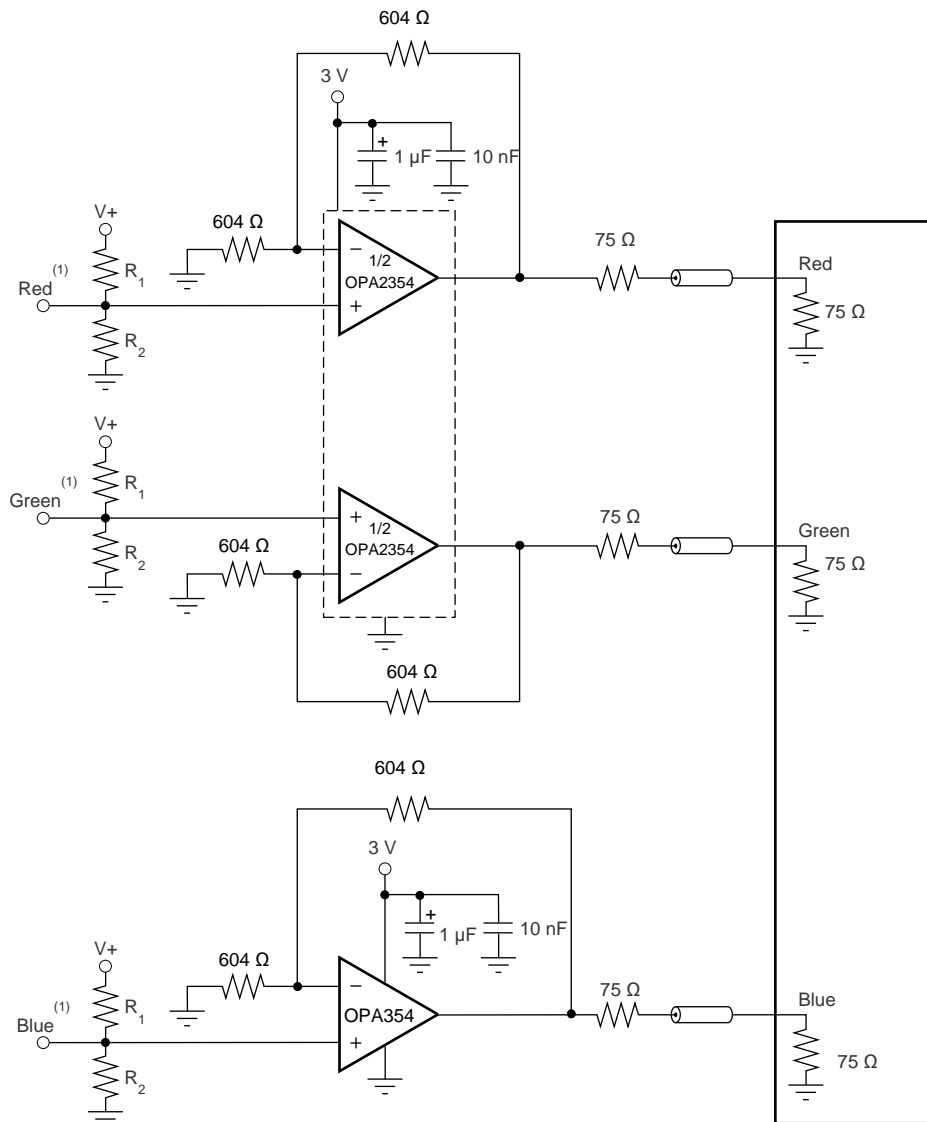 604 Ω
3 V
+
1 µF
10 nF
V+
604 Ω
R1
Red (1)
R2
−
1/2
OPA2354
+
75 Ω
Red
75 Ω
V+
R1
Green (1)
R2
+
1/2
OPA2354
−
604 Ω
75 Ω
Green
75 Ω
604 Ω
604 Ω
3 V
+
1 µF
10 nF
V+
604 Ω
R1
Blue (1)
R2
−
OPA354
+
75 Ω
Blue
75 Ω